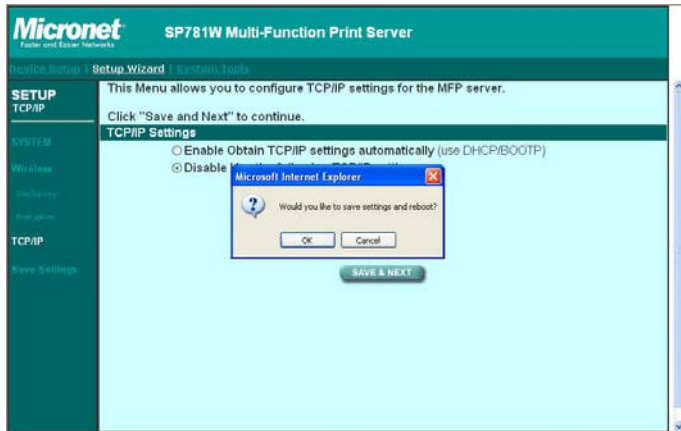 Micronet
Faster and Easier Networks
SP781W Multi-Function Print Server
Device Setup | Setup Wizard | System Tools
SETUP
TCP/IP
SYSTEM
Wireless
Site Survey
Encryption
TCP/IP
Save Settings
This Menu allows you to configure TCP/IP settings for the MFP server.
Click "Save and Next" to continue.
TCP/IP Settings
Enable Obtain TCP/IP settings automatically (use DHCP/BOOTP)
Disable
Microsoft Internet Explorer
Would you like to save settings and reboot?
OK
Cancel
SAVE & NEXT